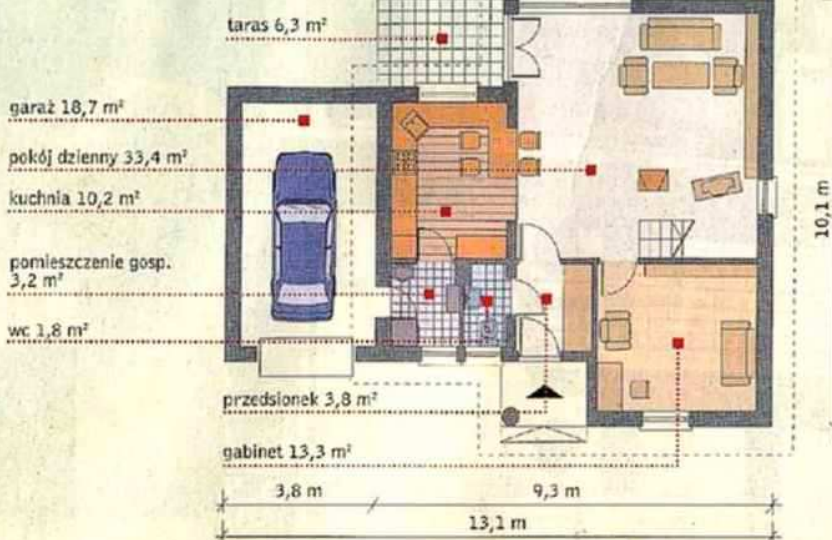 taras 6,3 m²
garaż 18,7 m²
pokój dzienny 33,4 m²
kuchnia 10,2 m²
pomieszczenie gosp.
3,2 m²
wc 1,8 m²
przedsionek 3,8 m²
gabinet 13,3 m²
10,1 m
3,8 m
9,3 m
13,1 m